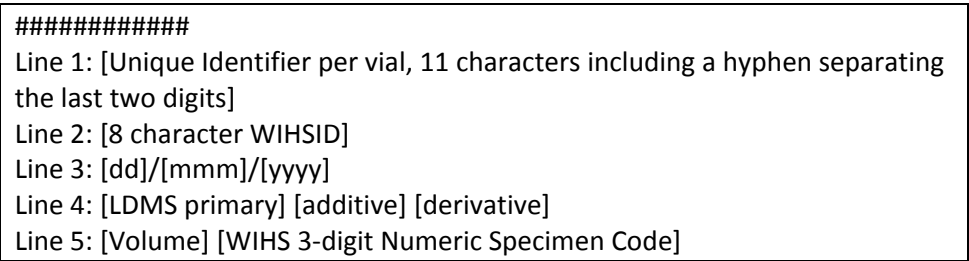 ############
Line 1: [Unique Identifier per vial, 11 characters including a hyphen separating
the last two digits]
Line 2: [8 character WIHSID]
Line 3: [dd]/[mmm]/[yyyy]
Line 4: [LDMS primary] [additive] [derivative]
Line 5: [Volume] [WIHS 3-digit Numeric Specimen Code]